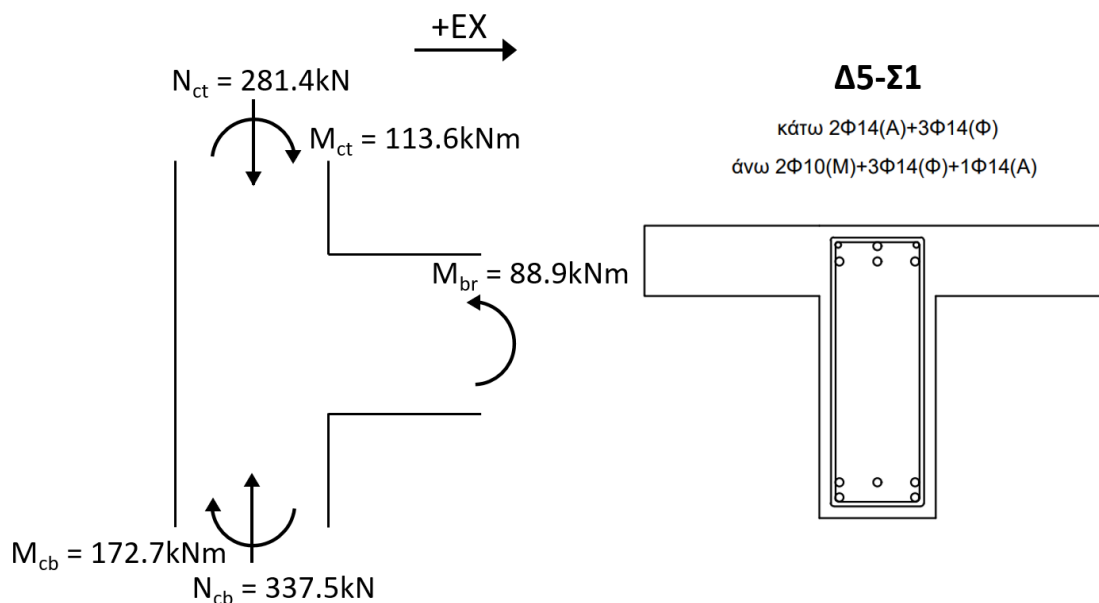 +EX
N_ct = 281.4kN
M_ct = 113.6kNm
M_br = 88.9kNm
M_cb = 172.7kNm
N_cb = 337.5kN
Δ5-Σ1
κάτω 2Φ14(Α)+3Φ14(Φ)
άνω 2Φ10(Μ)+3Φ14(Φ)+1Φ14(Α)